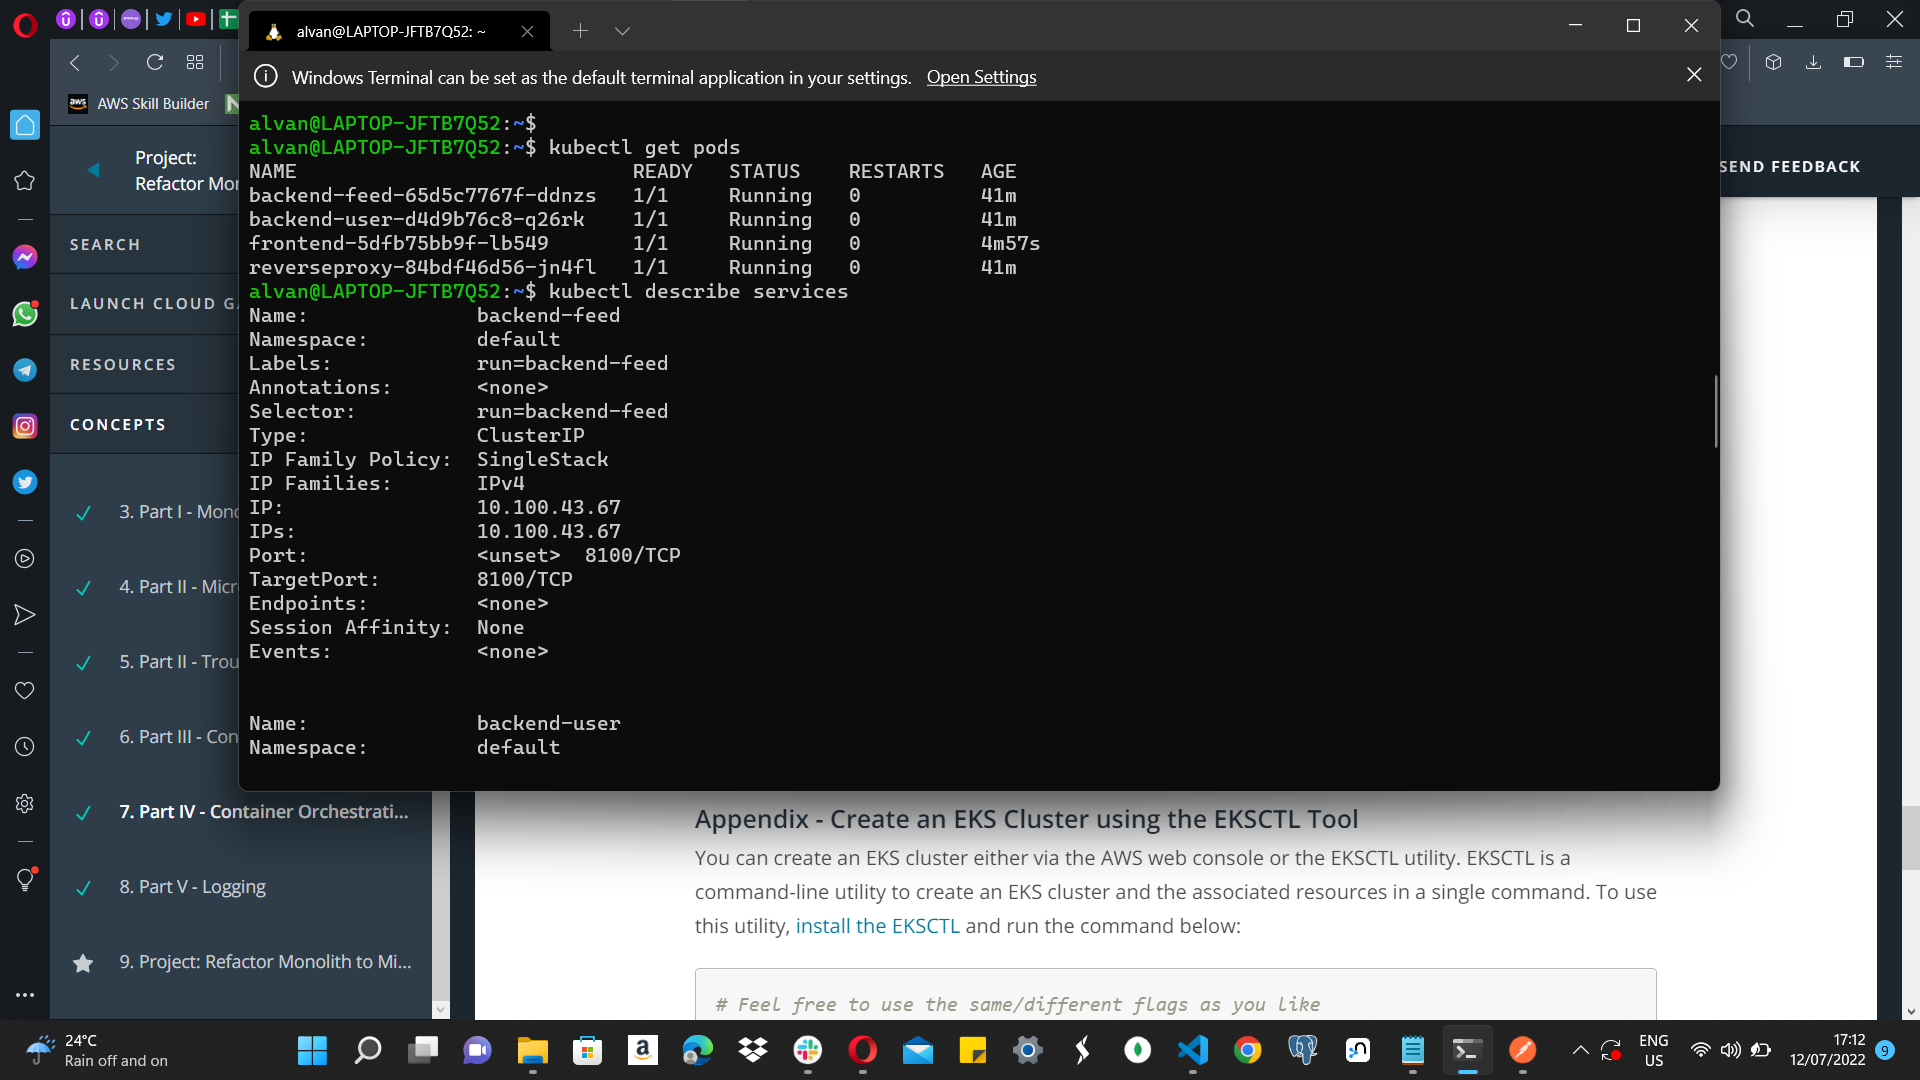 alvan@LAPTOP-JFTB7Q52: ~
Windows Terminal can be set as the default terminal application in your settings. Open Settings
aws AWS Skill Builder
alvan@LAPTOP-JFTB7Q52:~$
alvan@LAPTOP-JFTB7Q52:~$ kubectl get pods
NAME READY STATUS RESTARTS AGE
backend-feed-65d5c7767f-ddnzs 1/1 Running 0 41m
backend-user-d4d9b76c8-q26rk 1/1 Running 0 41m
frontend-5dfb75bb9f-lb549 1/1 Running 0 4m57s
reverseproxy-84bdf46d56-jn4fl 1/1 Running 0 41m
alvan@LAPTOP-JFTB7Q52:~$ kubectl describe services
Name: backend-feed
Namespace: default
Labels: run=backend-feed
Annotations: <none>
Selector: run=backend-feed
Type: ClusterIP
IP Family Policy: SingleStack
IP Families: IPv4
IP: 10.100.43.67
IPs: 10.100.43.67
Port: <unset> 8100/TCP
TargetPort: 8100/TCP
Endpoints: <none>
Session Affinity: None
Events: <none>
Name: backend-user
Namespace: default
Project:
Refactor Mon
SEND FEEDBACK
SEARCH
LAUNCH CLOUD GA
RESOURCES
CONCEPTS
3. Part I - Mono
4. Part II - Micr
5. Part II - Trou
6. Part III - Con
7. Part IV - Container Orchestrati...
8. Part V - Logging
9. Project: Refactor Monolith to Mi...
Appendix - Create an EKS Cluster using the EKSCTL Tool
You can create an EKS cluster either via the AWS web console or the EKSCTL utility. EKSCTL is a
command-line utility to create an EKS cluster and the associated resources in a single command. To use
this utility, install the EKSCTL and run the command below:
# Feel free to use the same/different flags as you like
24°C
Rain off and on
ENG
US
17:12
12/07/2022
9